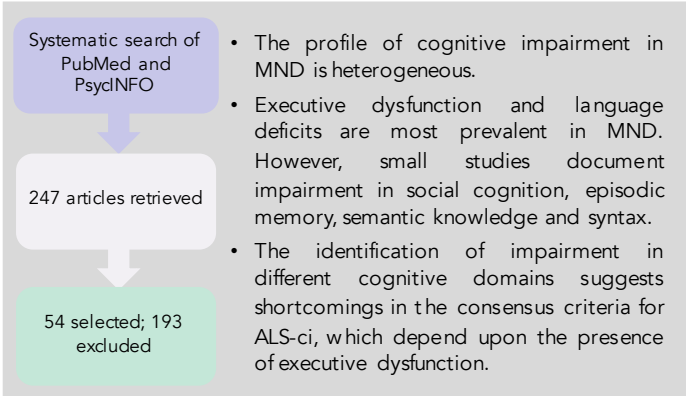 Systematic search of
PubMed and
PsycINFO
247 articles retrieved
54 selected; 193
excluded
• The profile of cognitive impairment in
MND is heterogeneous.
• Executive dysfunction and language
deficits are most prevalent in MND.
However, small studies document
impairment in social cognition, episodic
memory, semantic knowledge and syntax.
• The identification of impairment in
different cognitive domains suggests
shortcomings in the consensus criteria for
ALS-ci, which depend upon the presence
of executive dysfunction.